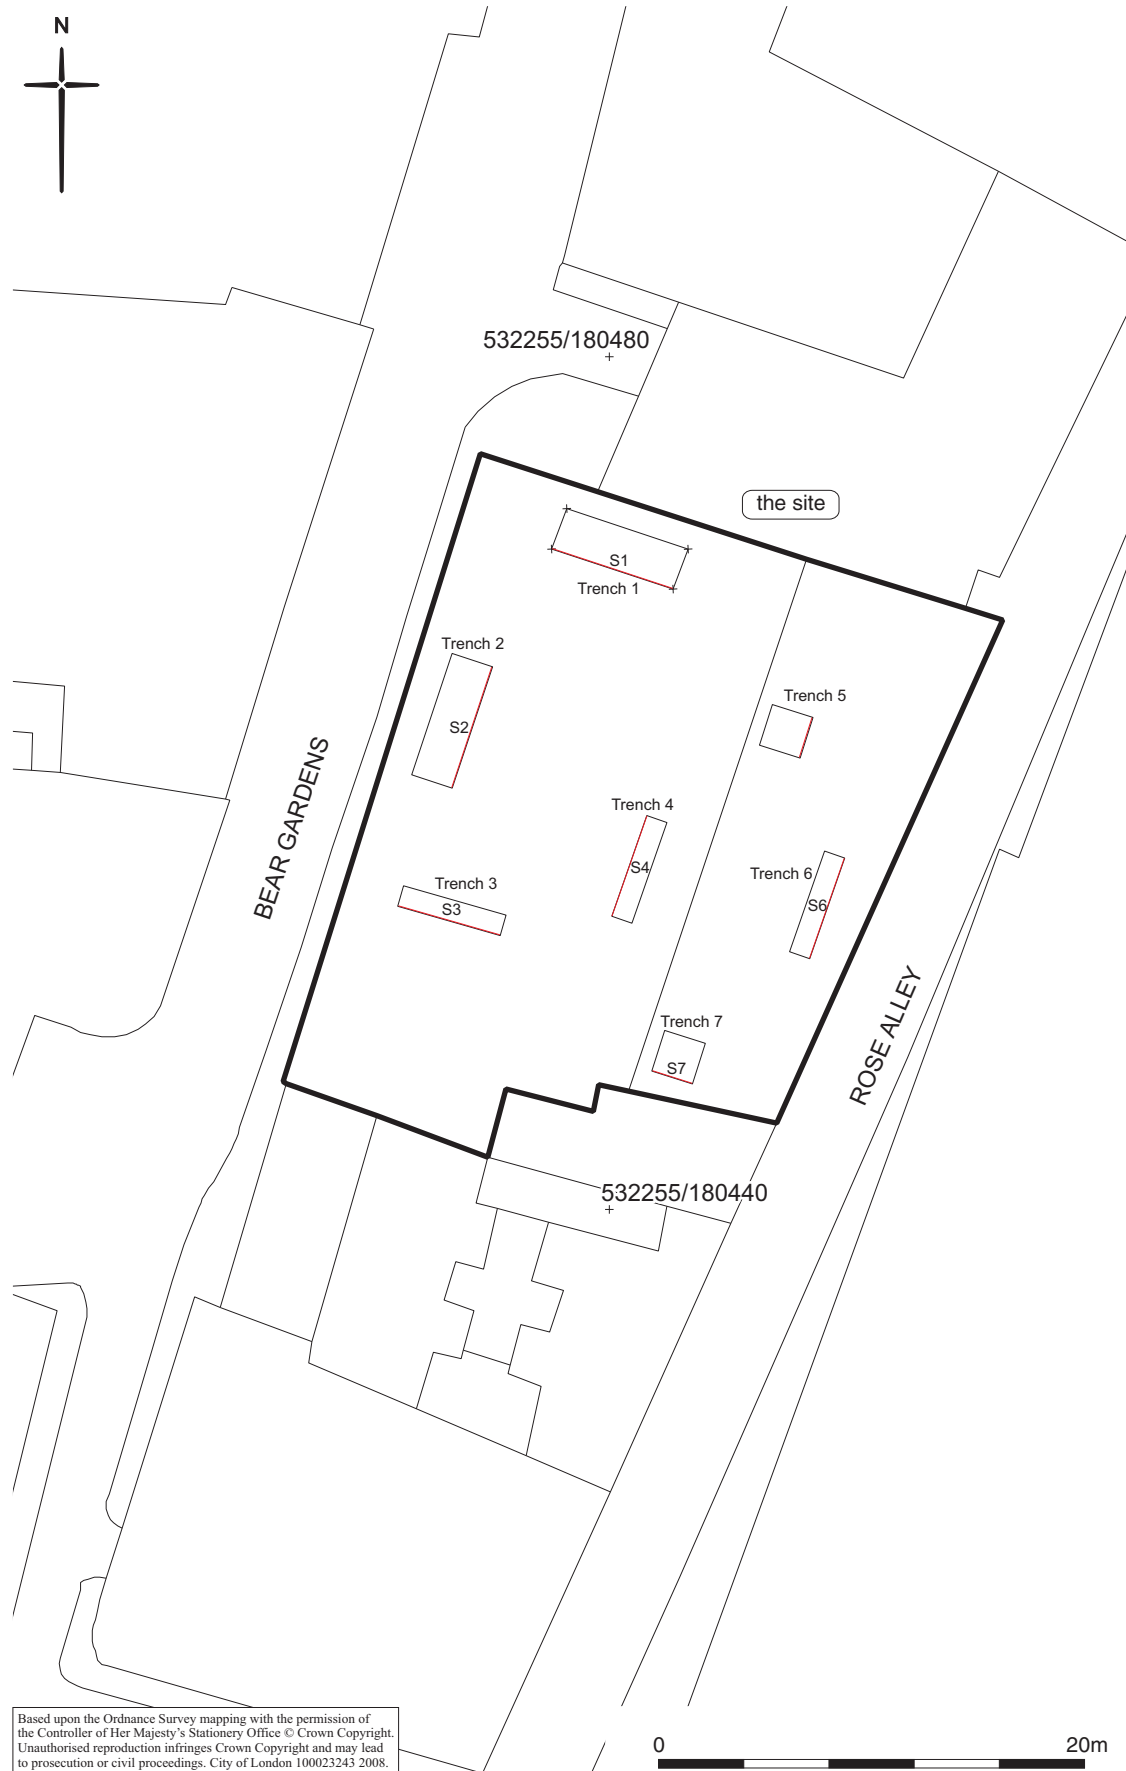 N
532255/180480
the site
S1
Trench 1
Trench 2
S2
Trench 5
BEAR GARDENS
Trench 4
S4
Trench 6
S6
Trench 3
S3
ROSE ALLEY
Trench 7
S7
532255/180440
Based upon the Ordnance Survey mapping with the permission of
the Controller of Her Majesty's Stationery Office © Crown Copyright.
Unauthorised reproduction infringes Crown Copyright and may lead
to prosecution or civil proceedings. City of London 100023243 2008.
0 20m